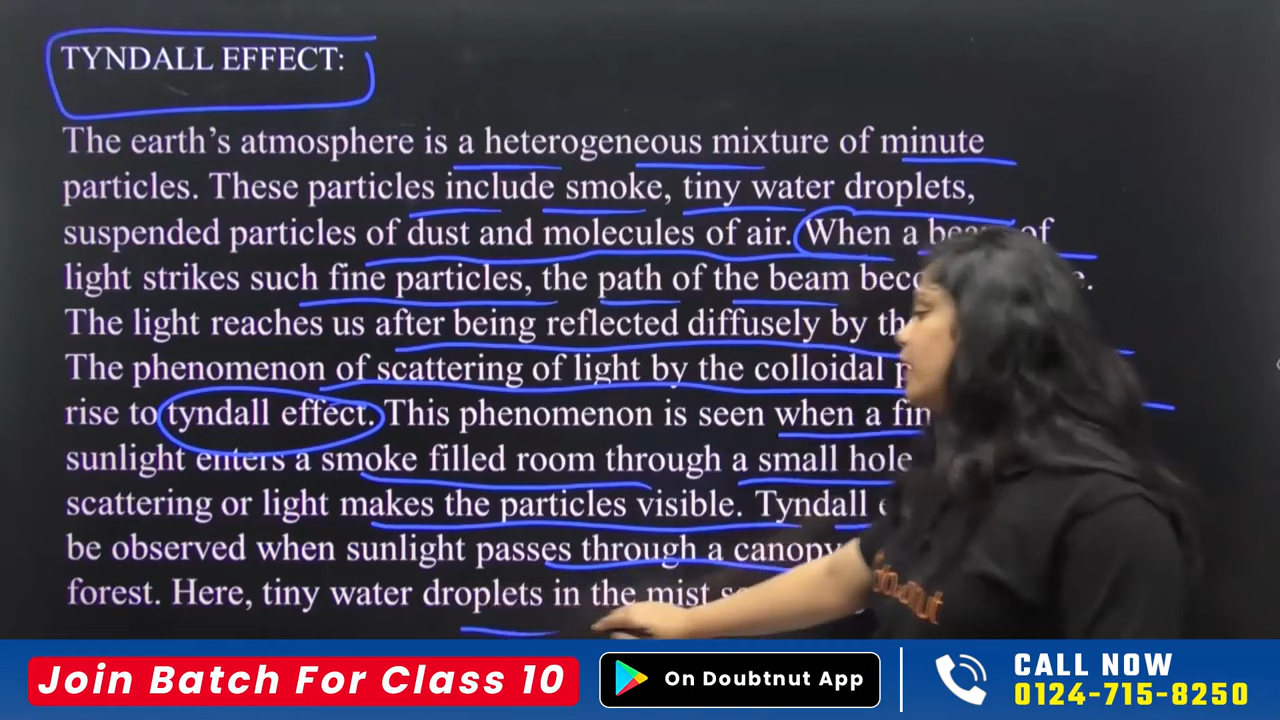 TYNDALL EFFECT:
The earth's atmosphere is a heterogeneous mixture of minute
particles. These particles include smoke, tiny water droplets,
suspended particles of dust and molecules of air. When a beam of
light strikes such fine particles, the path of the beam
The light reaches us after being reflected diffusely by
The phenomenon of scattering of light by the colloidal
rise to tyndall effect. This phenomenon is seen when a
sunlight enters a smoke filled room through a small hole
scattering or light makes the particles visible. Tyndall
be observed when sunlight passes through a canopy
forest. Here, tiny water droplets in the mist
Join Batch For Class 10
On Doubtnut App
CALL NOW
0124-715-8250